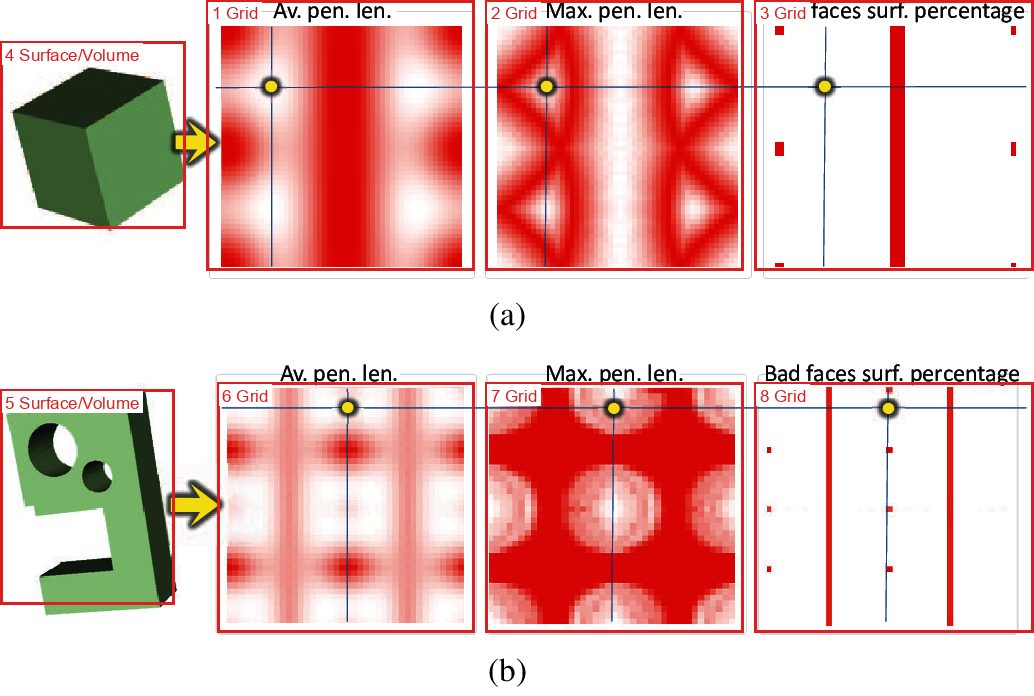 1 Grid
Av. pen. len.
2 Grid
Max. pen. len.
3 Grid
faces surf. percentage
4 Surface/Volume
(a)
5 Surface/Volume
6 Grid
Av. pen. len.
7 Grid
Max. pen. len.
8 Grid
Bad faces surf. percentage
(b)